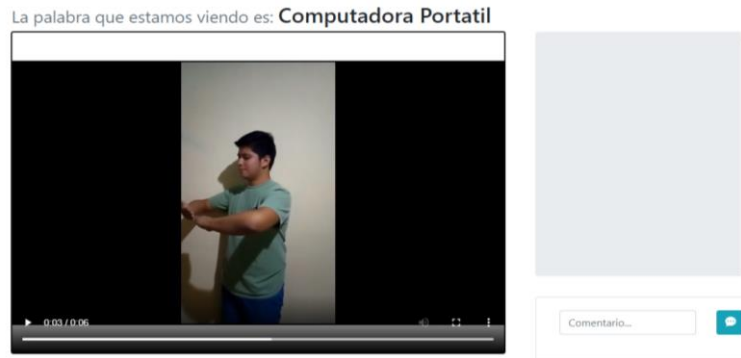 La palabra que estamos viendo es: Computadora Portatil
0:03 / 0:06
Comentario...